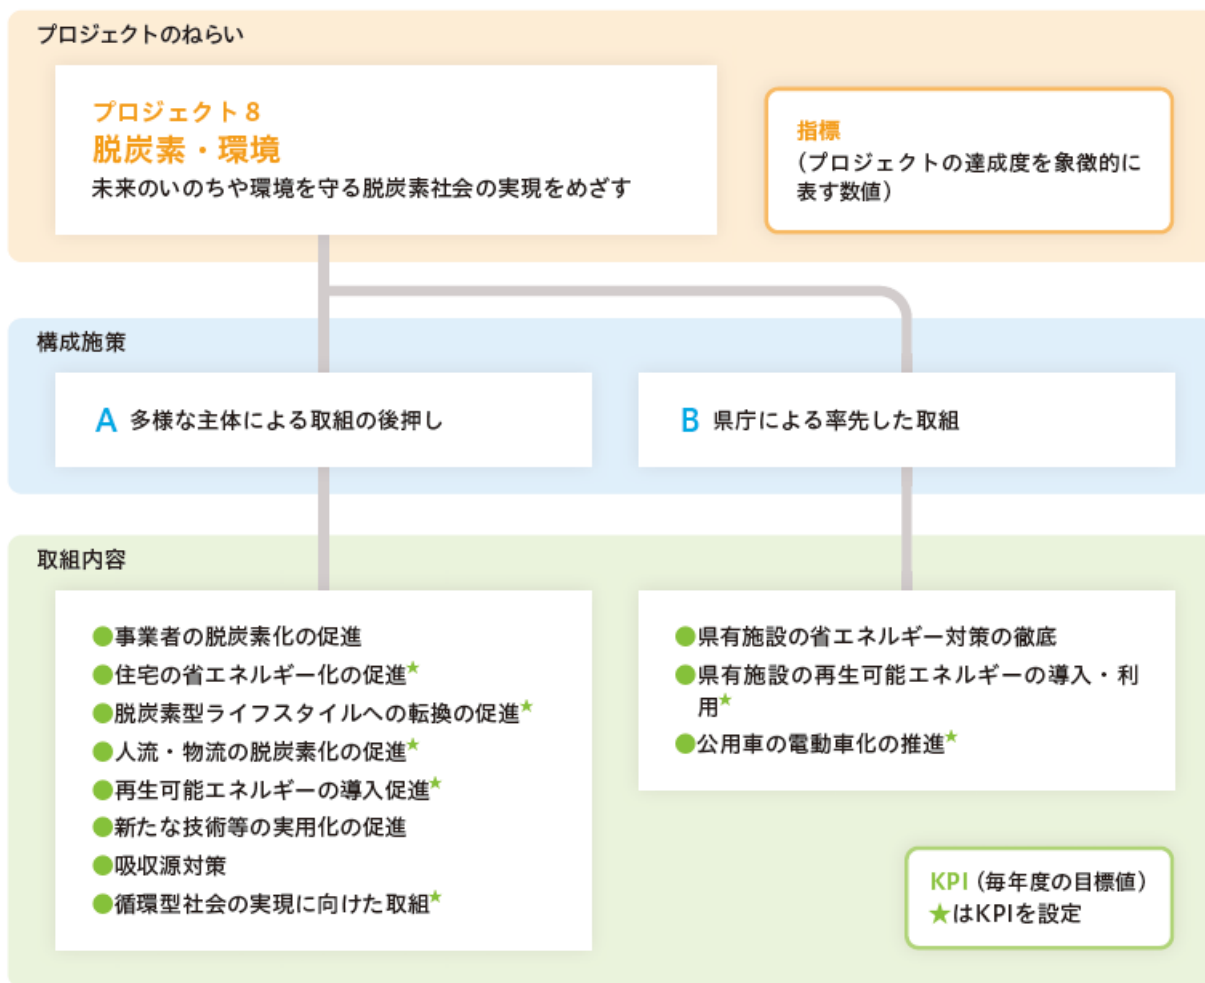 プロジェクトのねらい
プロジェクト 8
脱炭素・環境
未来のいのちや環境を守る脱炭素社会の実現をめざす
指標
(プロジェクトの達成度を象徴的に
表す数値)
構成施策
A 多様な主体による取組の後押し
B 県庁による率先した取組
取組内容
●事業者の脱炭素化の促進
●住宅の省エネルギー化の促進★
●脱炭素型ライフスタイルへの転換の促進★
●人流・物流の脱炭素化の促進★
●再生可能エネルギーの導入促進★
●新たな技術等の実用化の促進
●吸収源対策
●循環型社会の実現に向けた取組★
●県有施設の省エネルギー対策の徹底
●県有施設の再生可能エネルギーの導入・利
用★
●公用車の電動車化の推進★
KPI (毎年度の目標値)
★はKPIを設定